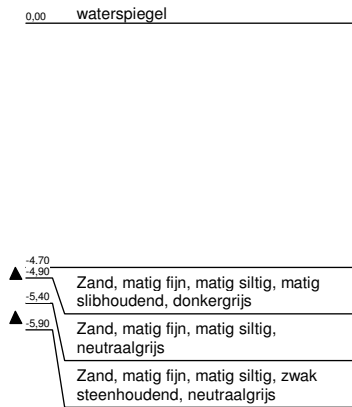 0,00 waterspiegel
-4.70
-4,90
Zand, matig fijn, matig siltig, matig
slibhoudend, donkergrijs
-5,40
Zand, matig fijn, matig siltig,
neutraalgrijs
-5,90
Zand, matig fijn, matig siltig, zwak
steenhoudend, neutraalgrijs